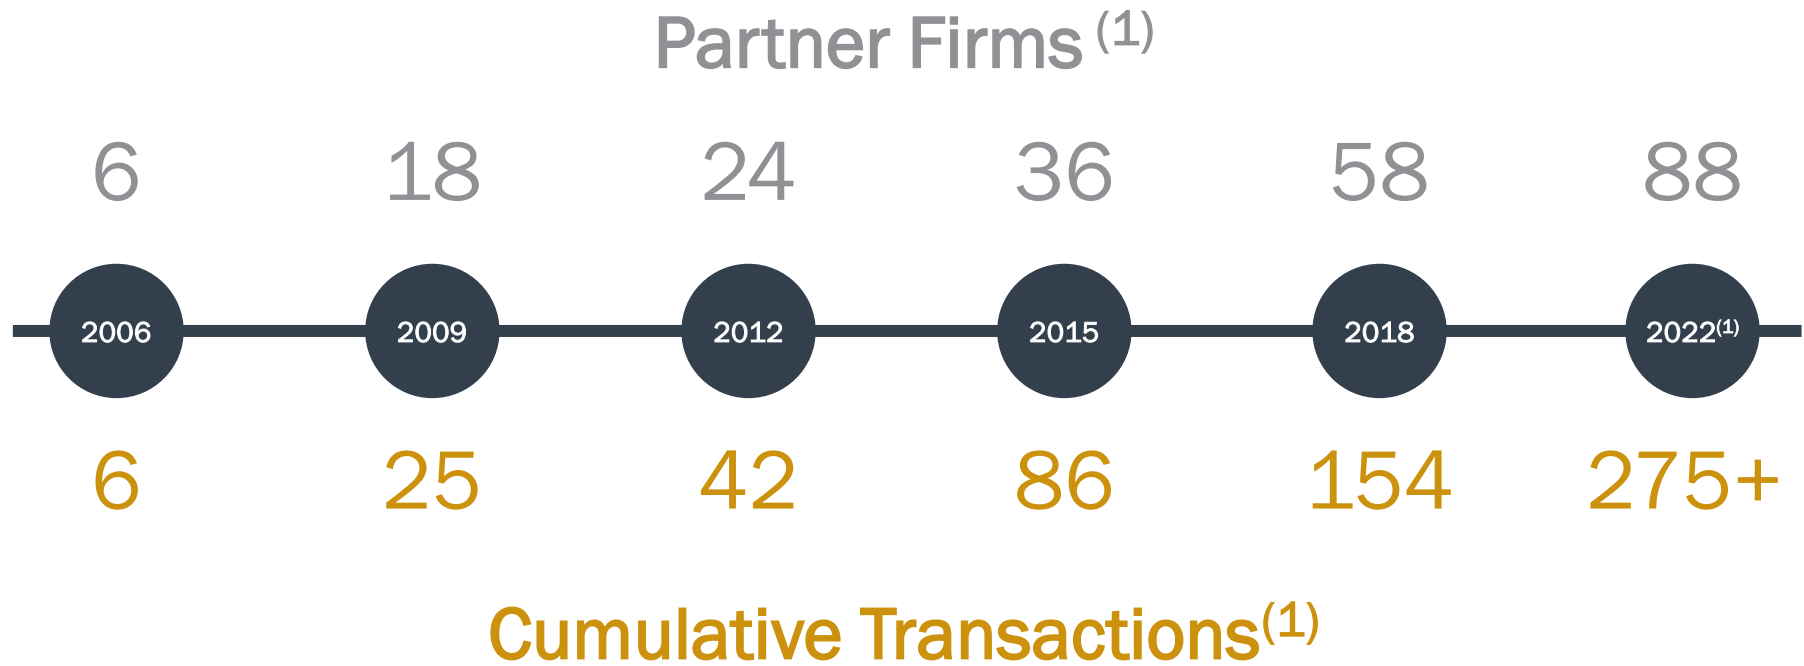 Partner Firms (1)
6 18 24 36 58 88
2006 2009 2012 2015 2018 2022(1)
6 25 42 86 154 275+
Cumulative Transactions(1)